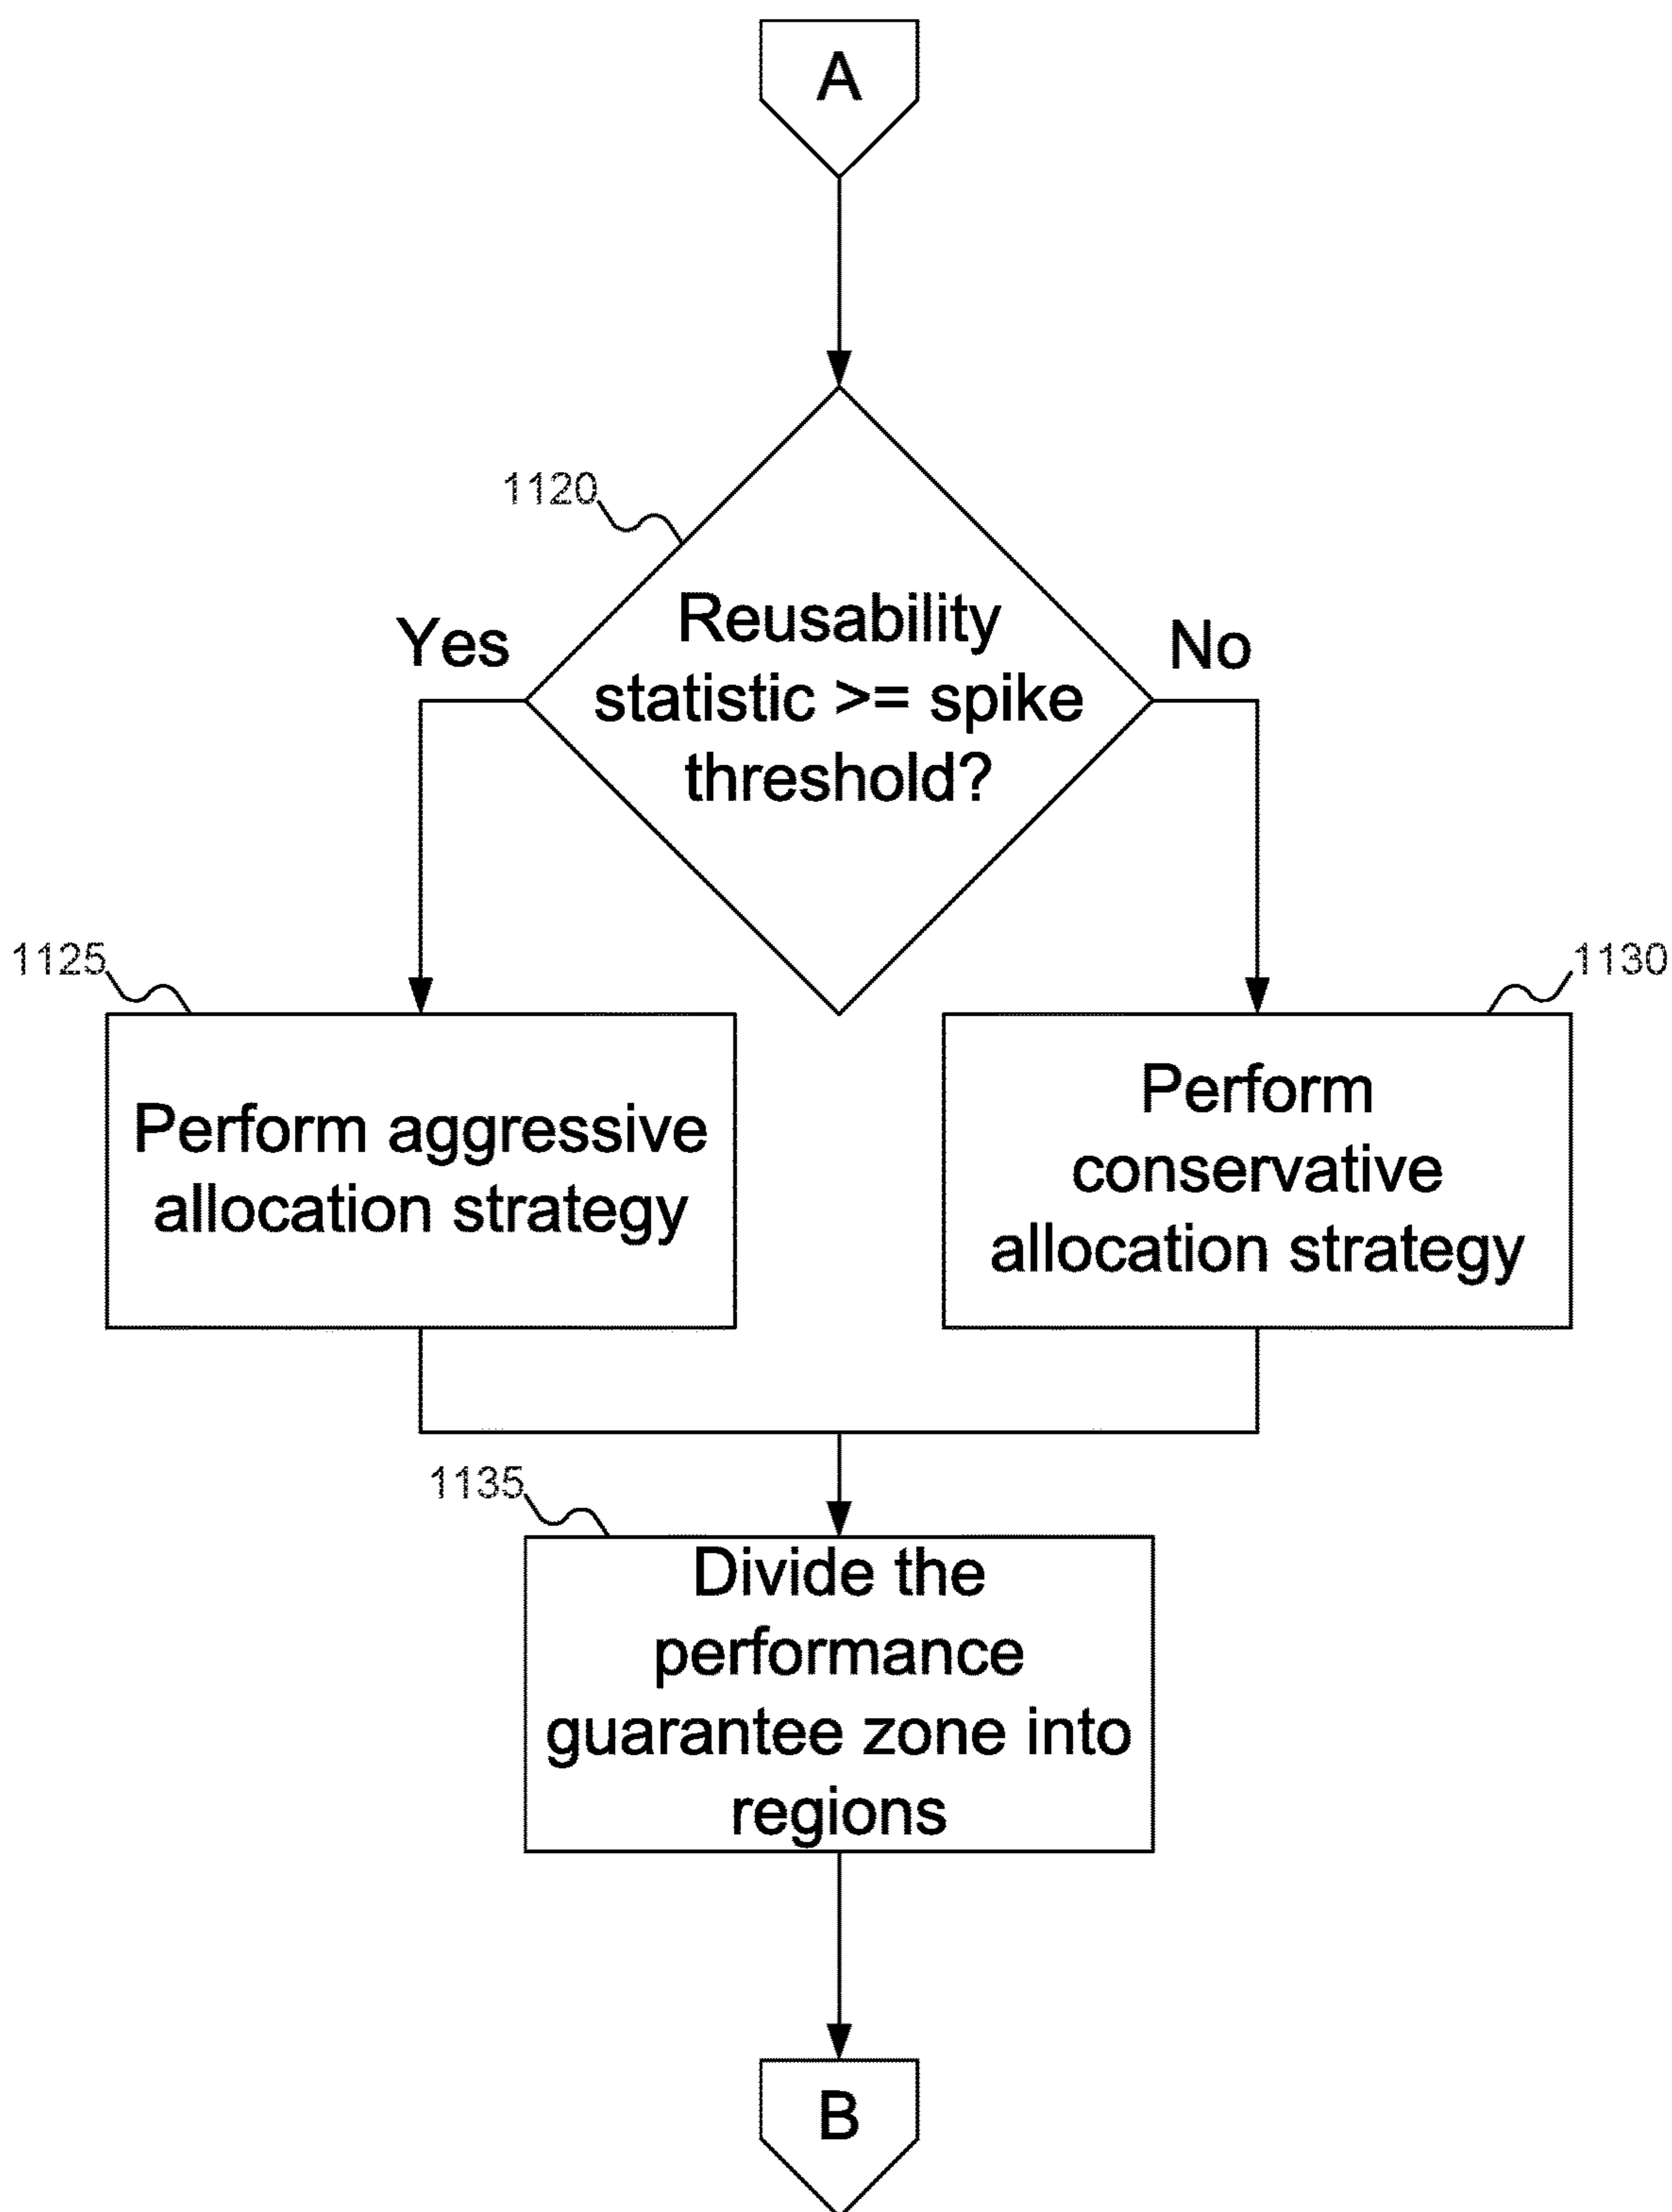 A
1120
Yes
No
Reusability
statistic >= spike
threshold?
1125
1130
Perform aggressive
allocation strategy
Perform
conservative
allocation strategy
1135
Divide the
performance
guarantee zone into
regions
B